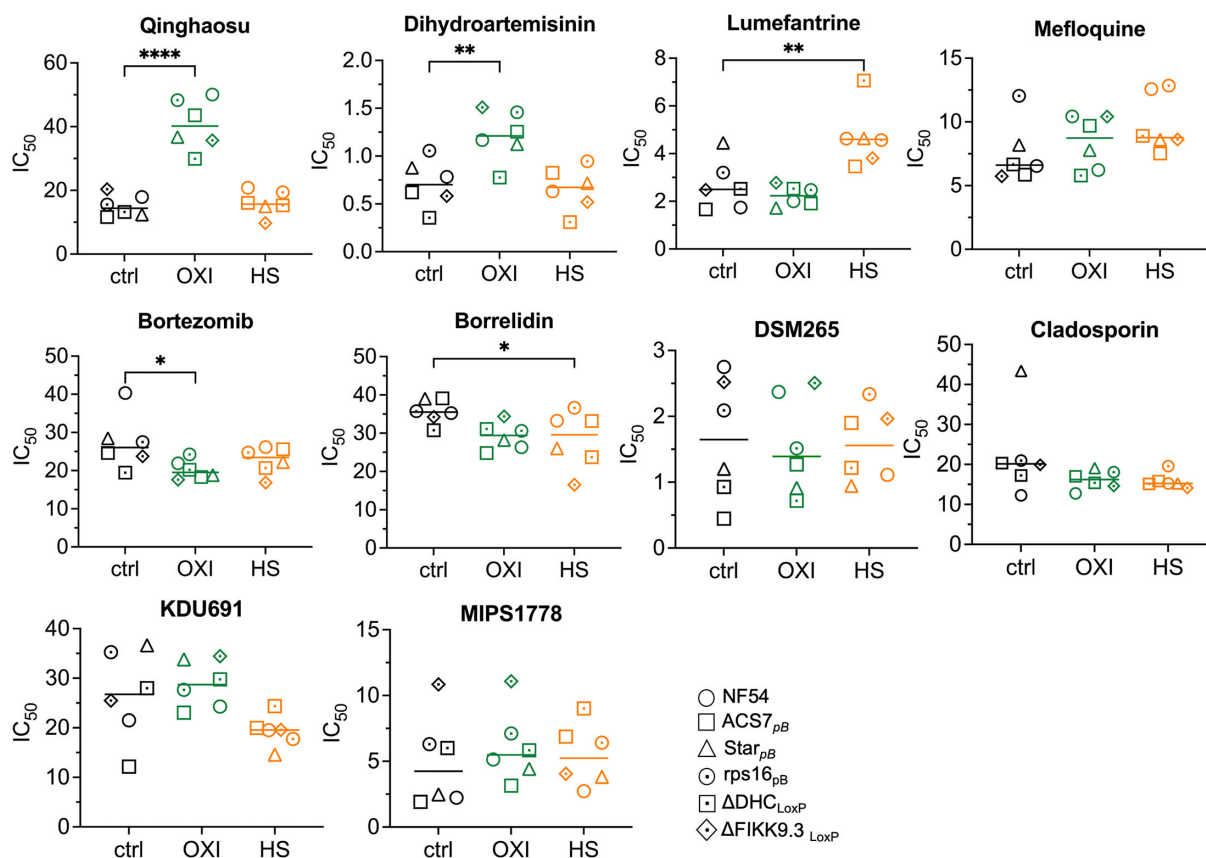 Qinghaosu
IC50
60
40
20
0
****
ctrl
OXI
HS
Dihydroartemisinin
IC50
2.0
1.5
1.0
0.5
0.0
**
ctrl
OXI
HS
Lumefantrine
IC50
8
6
4
2
0
**
ctrl
OXI
HS
Mefloquine
IC50
15
10
5
0
ctrl
OXI
HS
Bortezomib
IC50
50
40
30
20
10
0
*
ctrl
OXI
HS
Borrelidin
IC50
50
40
30
20
10
0
*
ctrl
OXI
HS
DSM265
IC50
3
2
1
0
ctrl
OXI
HS
Cladosporin
IC50
50
40
30
20
10
0
ctrl
OXI
HS
KDU691
IC50
40
30
20
10
0
ctrl
OXI
HS
MIPS1778
IC50
15
10
5
0
ctrl
OXI
HS
NF54
ACS7pB
StarpB
rps16pB
ΔDHCLoxP
ΔFIKK9.3 LoxP